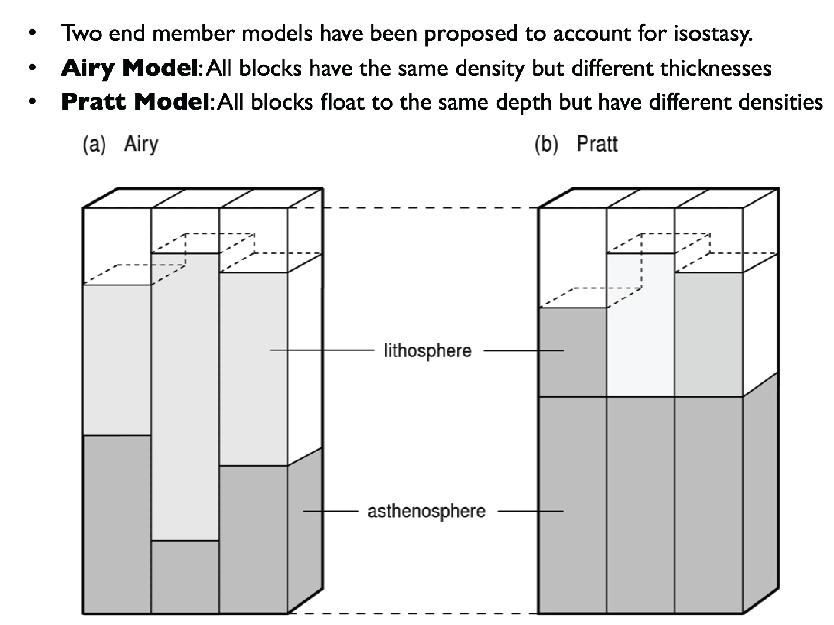 • Two end member models have been proposed to account for isostasy.
• Airy Model: All blocks have the same density but different thicknesses
• Pratt Model: All blocks float to the same depth but have different densities
(a) Airy
(b) Pratt
lithosphere
asthenosphere